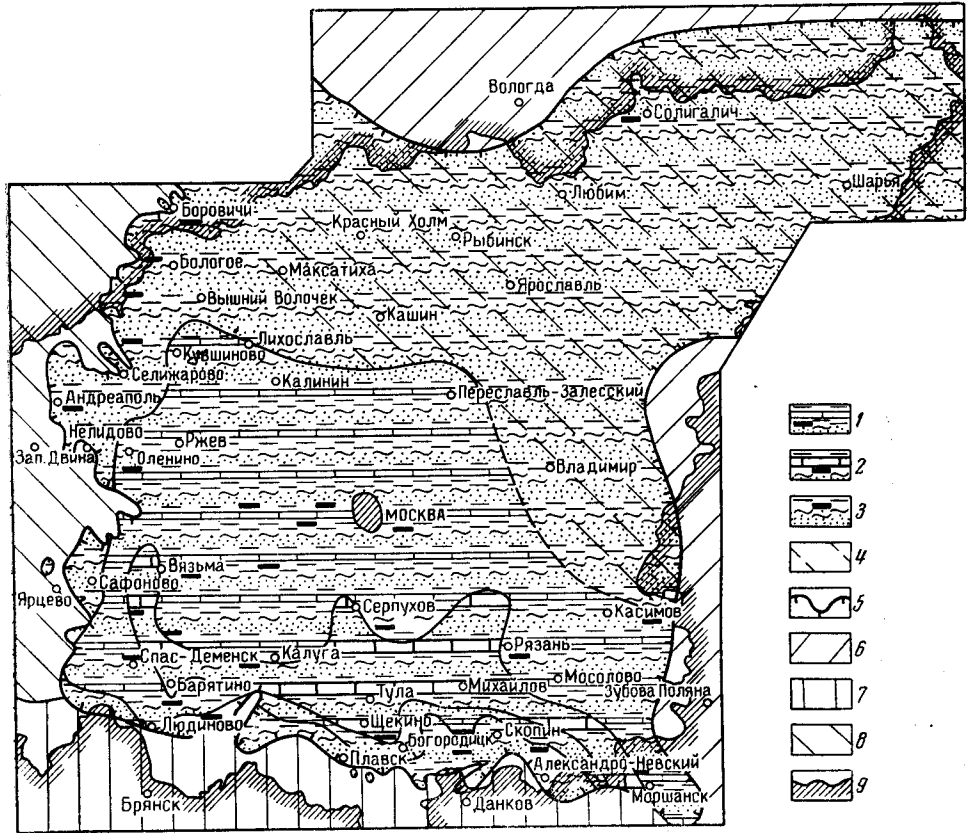 Вологда
Солигалич
Шарья
Любим
Боровичи
Красный Холм
Рыбинск
Бологое
Максатиха
Ярославль
Вышний Волочек
Кашин
Лихославль
Кувшиново
Селижарово
Калинин
Переславль-Залесский
Андреаполь
Нелидово
Ржев
Зап. Двина
Оленино
Владимир
МОСКВА
Вязьма
Сафоново
Ярцево
Серпухов
Касимов
Рязань
Спас-Деменск
Калуга
Мосолово
Барятино
Михайлов
Зубова Поляна
Тула
Людиново
Щекино
Скопин
Богородицк
Плавск
Александро-Невский
Моршанск
Брянск
Данков
1
2
3
4
5
6
7
8
9